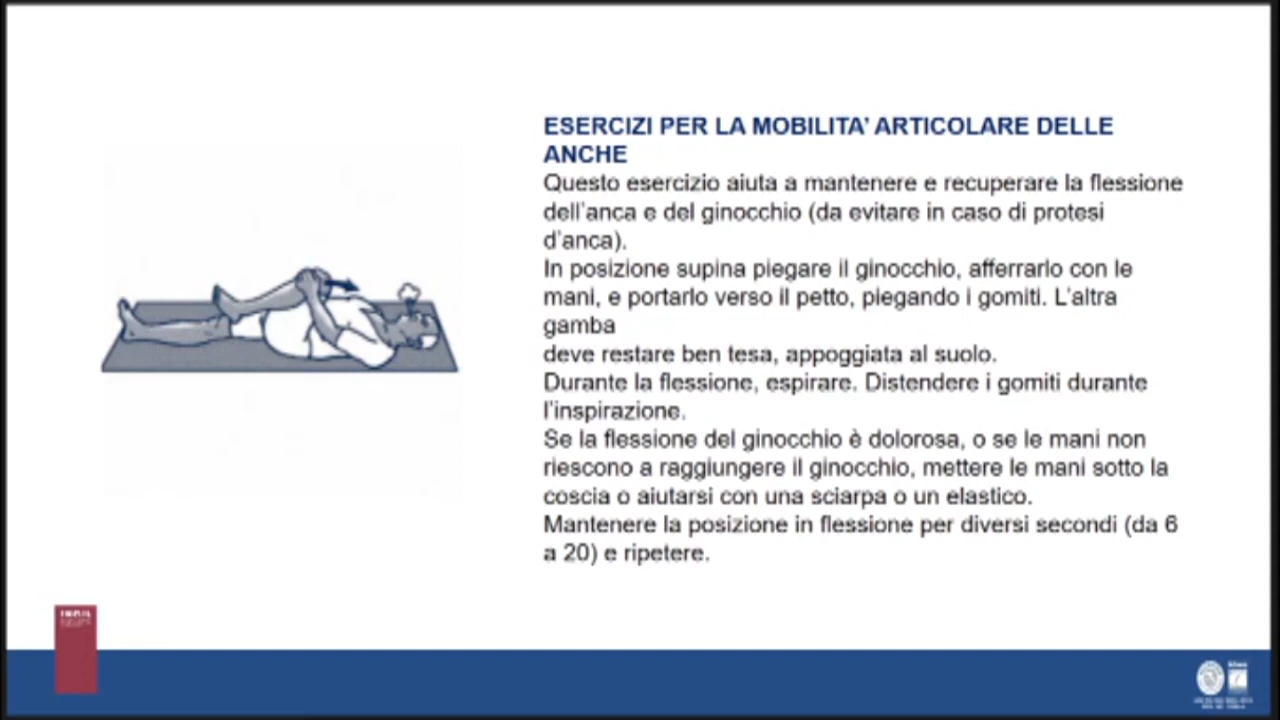 ESERCIZI PER LA MOBILITA’ ARTICOLARE DELLE
ANCHE
Questo esercizio aiuta a mantenere e recuperare la flessione
dell’anca e del ginocchio (da evitare in caso di protesi
d’anca).
In posizione supina piegare il ginocchio, afferrarlo con le
mani, e portarlo verso il petto, piegando i gomiti. L’altra
gamba
deve restare ben tesa, appoggiata al suolo.
Durante la flessione, espirare. Distendere i gomiti durante
l’inspirazione.
Se la flessione del ginocchio è dolorosa, o se le mani non
riescono a raggiungere il ginocchio, mettere le mani sotto la
coscia o aiutarsi con una sciarpa o un elastico.
Mantenere la posizione in flessione per diversi secondi (da 6
a 20) e ripetere.